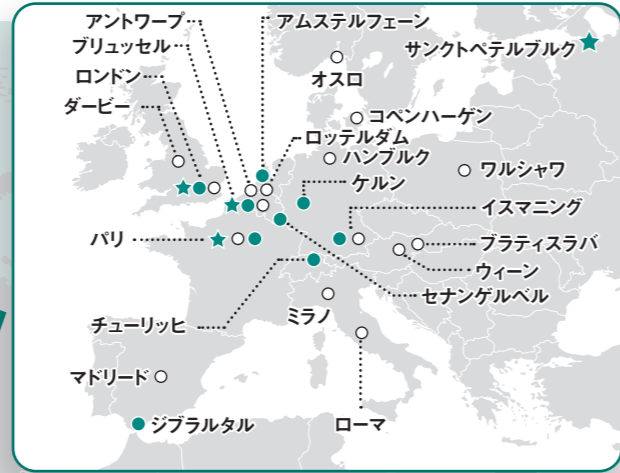 アントワープ
アムステルフェーン
ブリュッセル
サンクトペテルブルク
ロンドン
オスロ
ダービー
コペンハーゲン
ロッテルダム
ハンブルク
ワルシャワ
ケルン
イスマニング
パリ
ブラティスラバ
ウィーン
セナンゲルベル
ミラノ
チューリッヒ
マドリード
ジブラルタル
ローマ